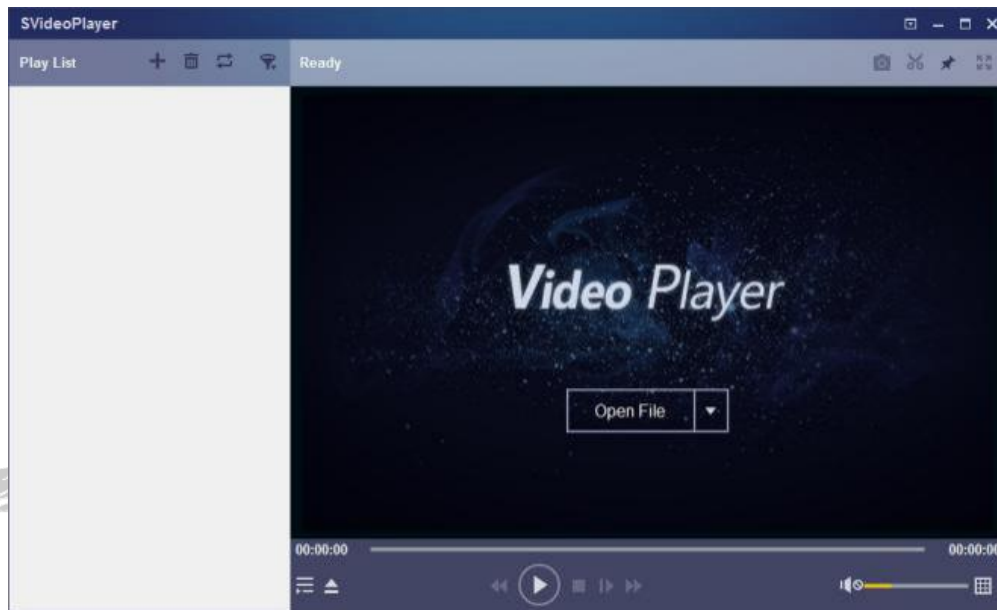 SVideoPlayer
Play List
Ready
Video Player
Open File
00:00:00
00:00:00